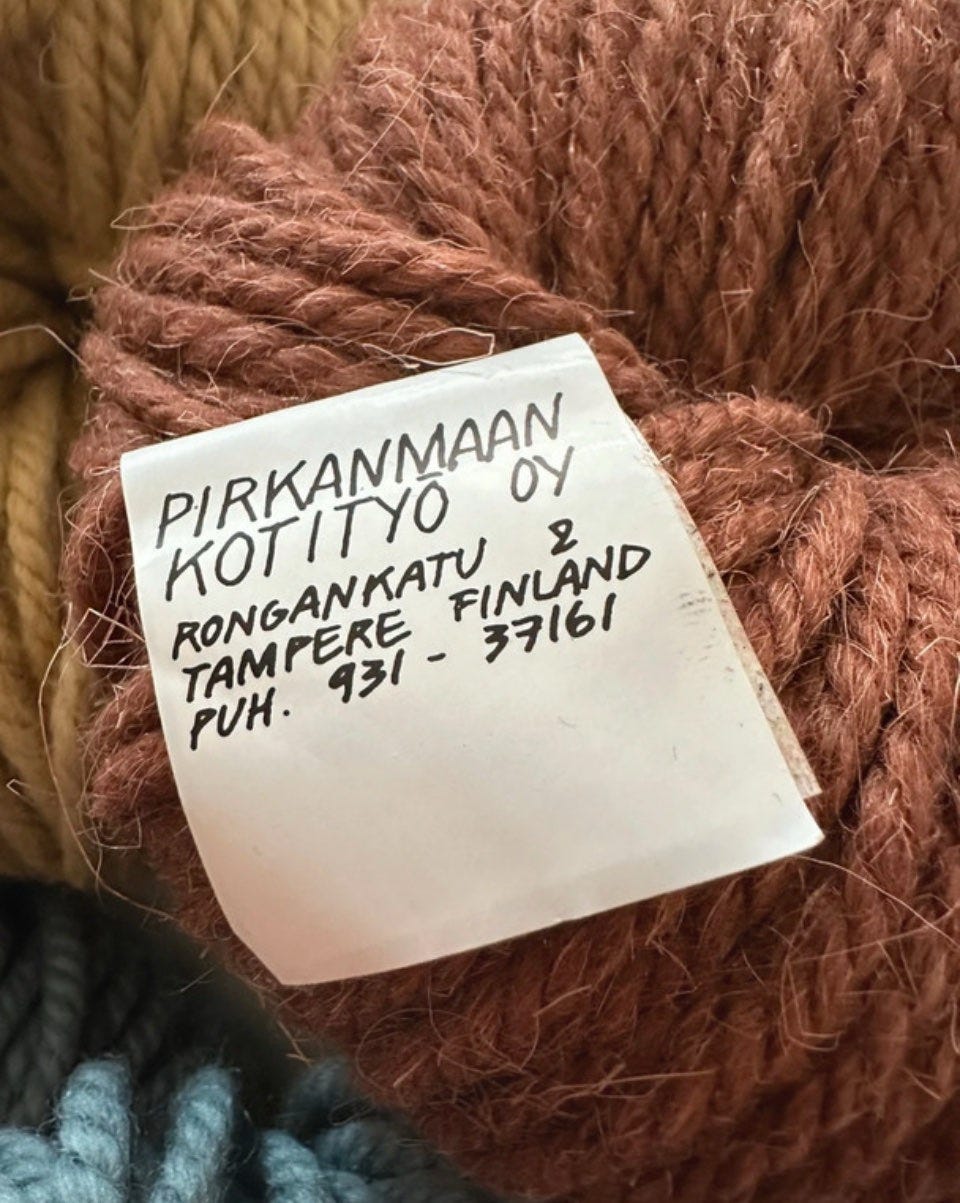 PIRKANMAAN
KOTITYÖ OY
RONGANKATU 2
TAMPERE FINLAND
PUH. 931 - 37161